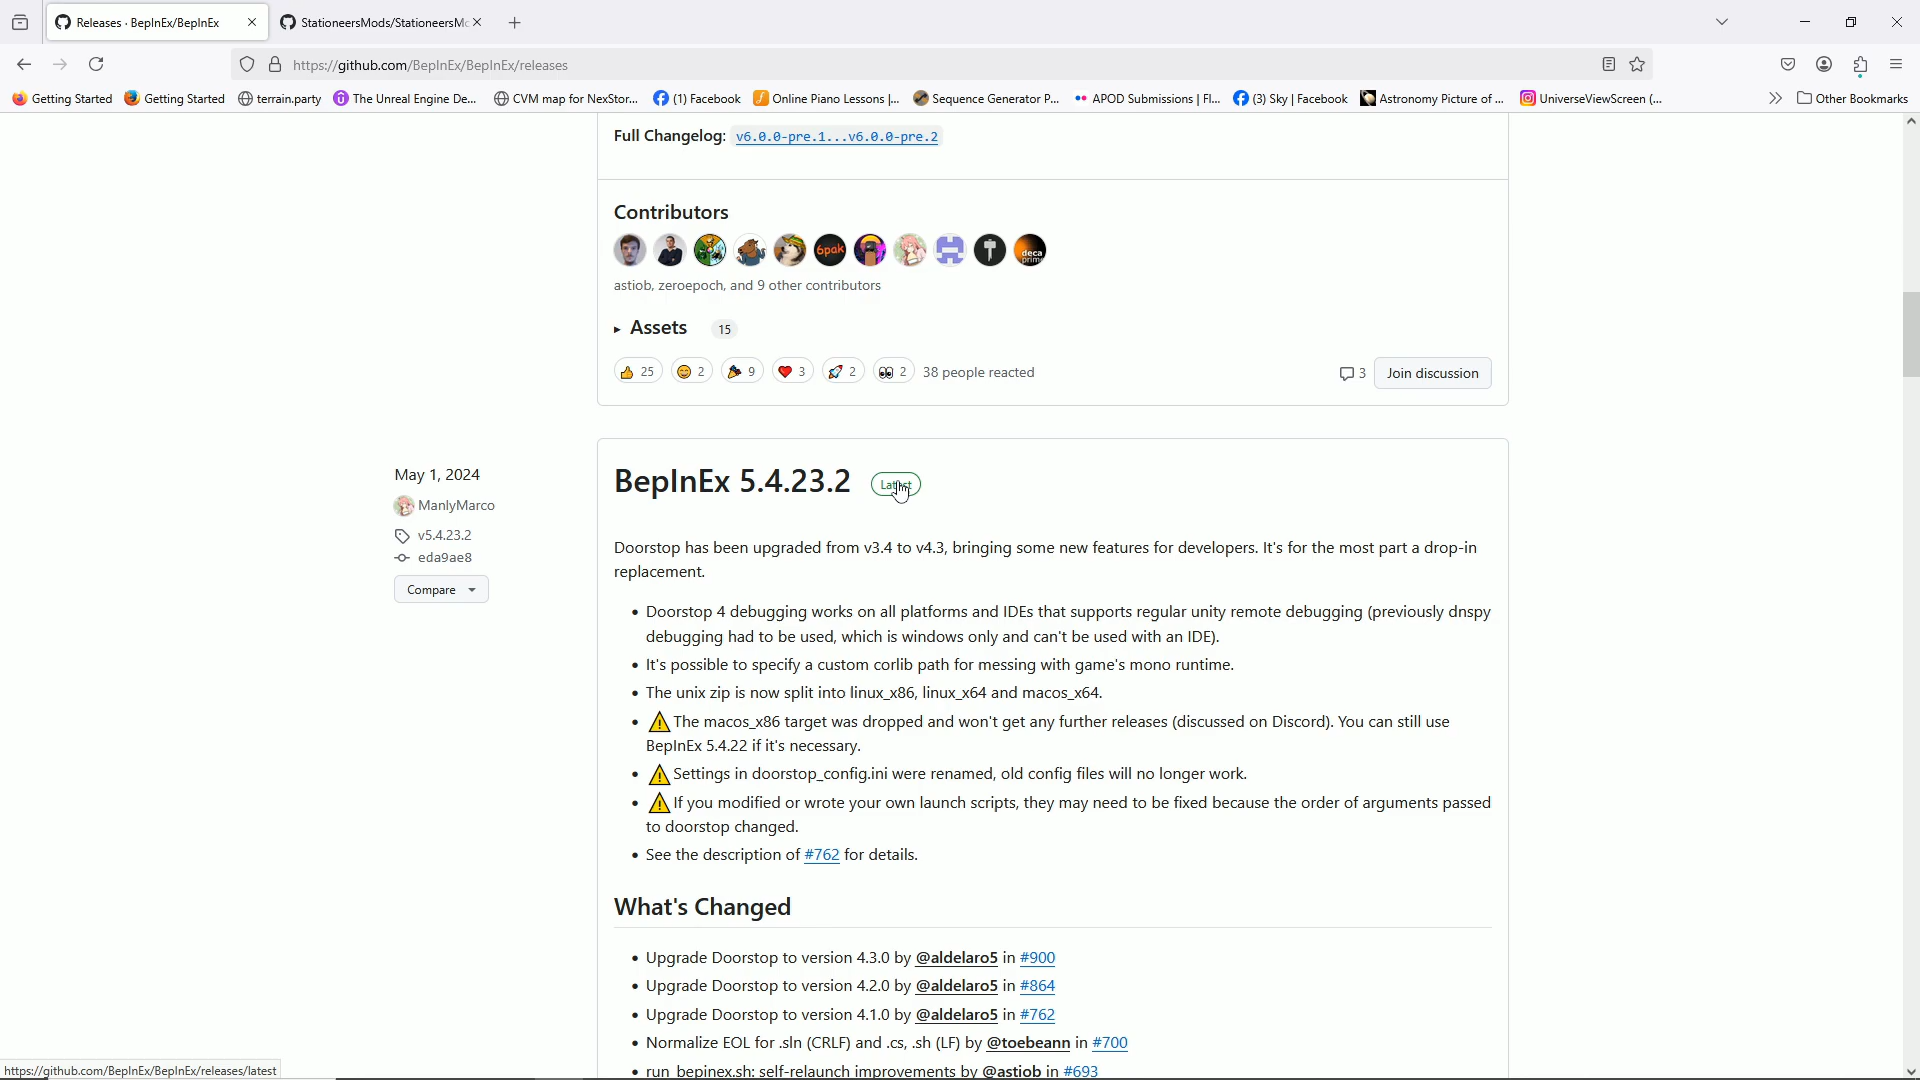 Releases · BepInEx/BepInEx
StationeersMods/StationeersMo
https://github.com/BepInEx/BepInEx/releases
Getting Started
Getting Started
terrain.party
The Unreal Engine De...
CVM map for NexStor...
(1) Facebook
Online Piano Lessons |...
Sequence Generator P...
APOD Submissions | Fl...
(3) Sky | Facebook
Astronomy Picture of ...
UniverseViewScreen (...
Other Bookmarks
Full Changelog: v6.0.0-pre.1...v6.0.0-pre.2
Contributors
6pak
deca
prime
astiob, zeroepoch, and 9 other contributors
Assets 15
25 2 9 3 2 2 38 people reacted
3 Join discussion
May 1, 2024
ManlyMarco
v5.4.23.2
eda9ae8
Compare
BepInEx 5.4.23.2 Latest
Doorstop has been upgraded from v3.4 to v4.3, bringing some new features for developers. It's for the most part a drop-in
replacement.
• Doorstop 4 debugging works on all platforms and IDEs that supports regular unity remote debugging (previously dnspy
debugging had to be used, which is windows only and can't be used with an IDE).
• It's possible to specify a custom corlib path for messing with game's mono runtime.
• The unix zip is now split into linux_x86, linux_x64 and macos_x64.
• ⚠ The macos_x86 target was dropped and won't get any further releases (discussed on Discord). You can still use
BepInEx 5.4.22 if it's necessary.
• ⚠ Settings in doorstop_config.ini were renamed, old config files will no longer work.
• ⚠ If you modified or wrote your own launch scripts, they may need to be fixed because the order of arguments passed
to doorstop changed.
• See the description of #762 for details.
What's Changed
• Upgrade Doorstop to version 4.3.0 by @aldelaro5 in #900
• Upgrade Doorstop to version 4.2.0 by @aldelaro5 in #864
• Upgrade Doorstop to version 4.1.0 by @aldelaro5 in #762
• Normalize EOL for .sln (CRLF) and .cs, .sh (LF) by @toebeann in #700
• run_bepinex.sh: self-relaunch improvements by @astiob in #693
https://github.com/BepInEx/BepInEx/releases/latest